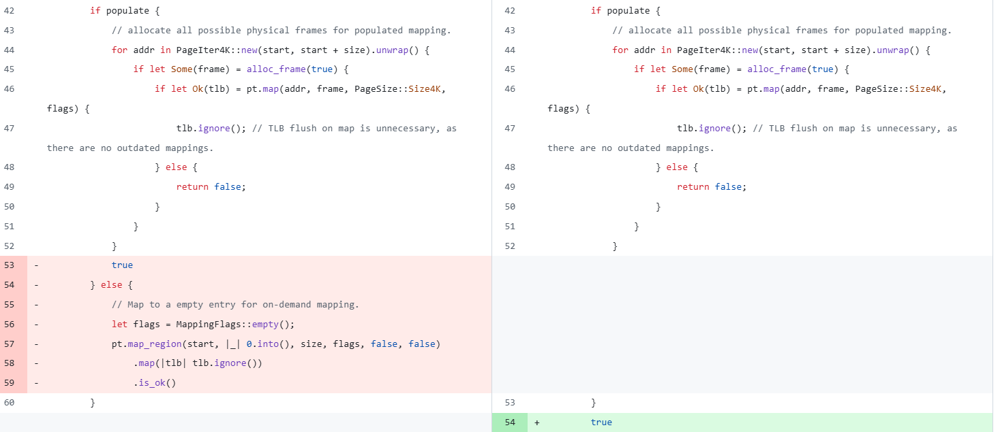 42 if populate {
43 // allocate all possible physical frames for populated mapping.
44 for addr in PageIter4K::new(start, start + size).unwrap() {
45 if let Some(frame) = alloc_frame(true) {
46 if let Ok(tlb) = pt.map(addr, frame, PageSize::Size4K,
flags) {
47 tlb.ignore(); // TLB flush on map is unnecessary, as
there are no outdated mappings.
48 } else {
49 return false;
50 }
51 }
52 }
53 - true
54 - } else {
55 - // Map to a empty entry for on-demand mapping.
56 - let flags = MappingFlags::empty();
57 - pt.map_region(start, |_| 0.into(), size, flags, false, false)
58 - .map(|tlb| tlb.ignore())
59 - .is_ok()
60 }
42 if populate {
43 // allocate all possible physical frames for populated mapping.
44 for addr in PageIter4K::new(start, start + size).unwrap() {
45 if let Some(frame) = alloc_frame(true) {
46 if let Ok(tlb) = pt.map(addr, frame, PageSize::Size4K,
flags) {
47 tlb.ignore(); // TLB flush on map is unnecessary, as
there are no outdated mappings.
48 } else {
49 return false;
50 }
51 }
52 }
53 }
54 + true